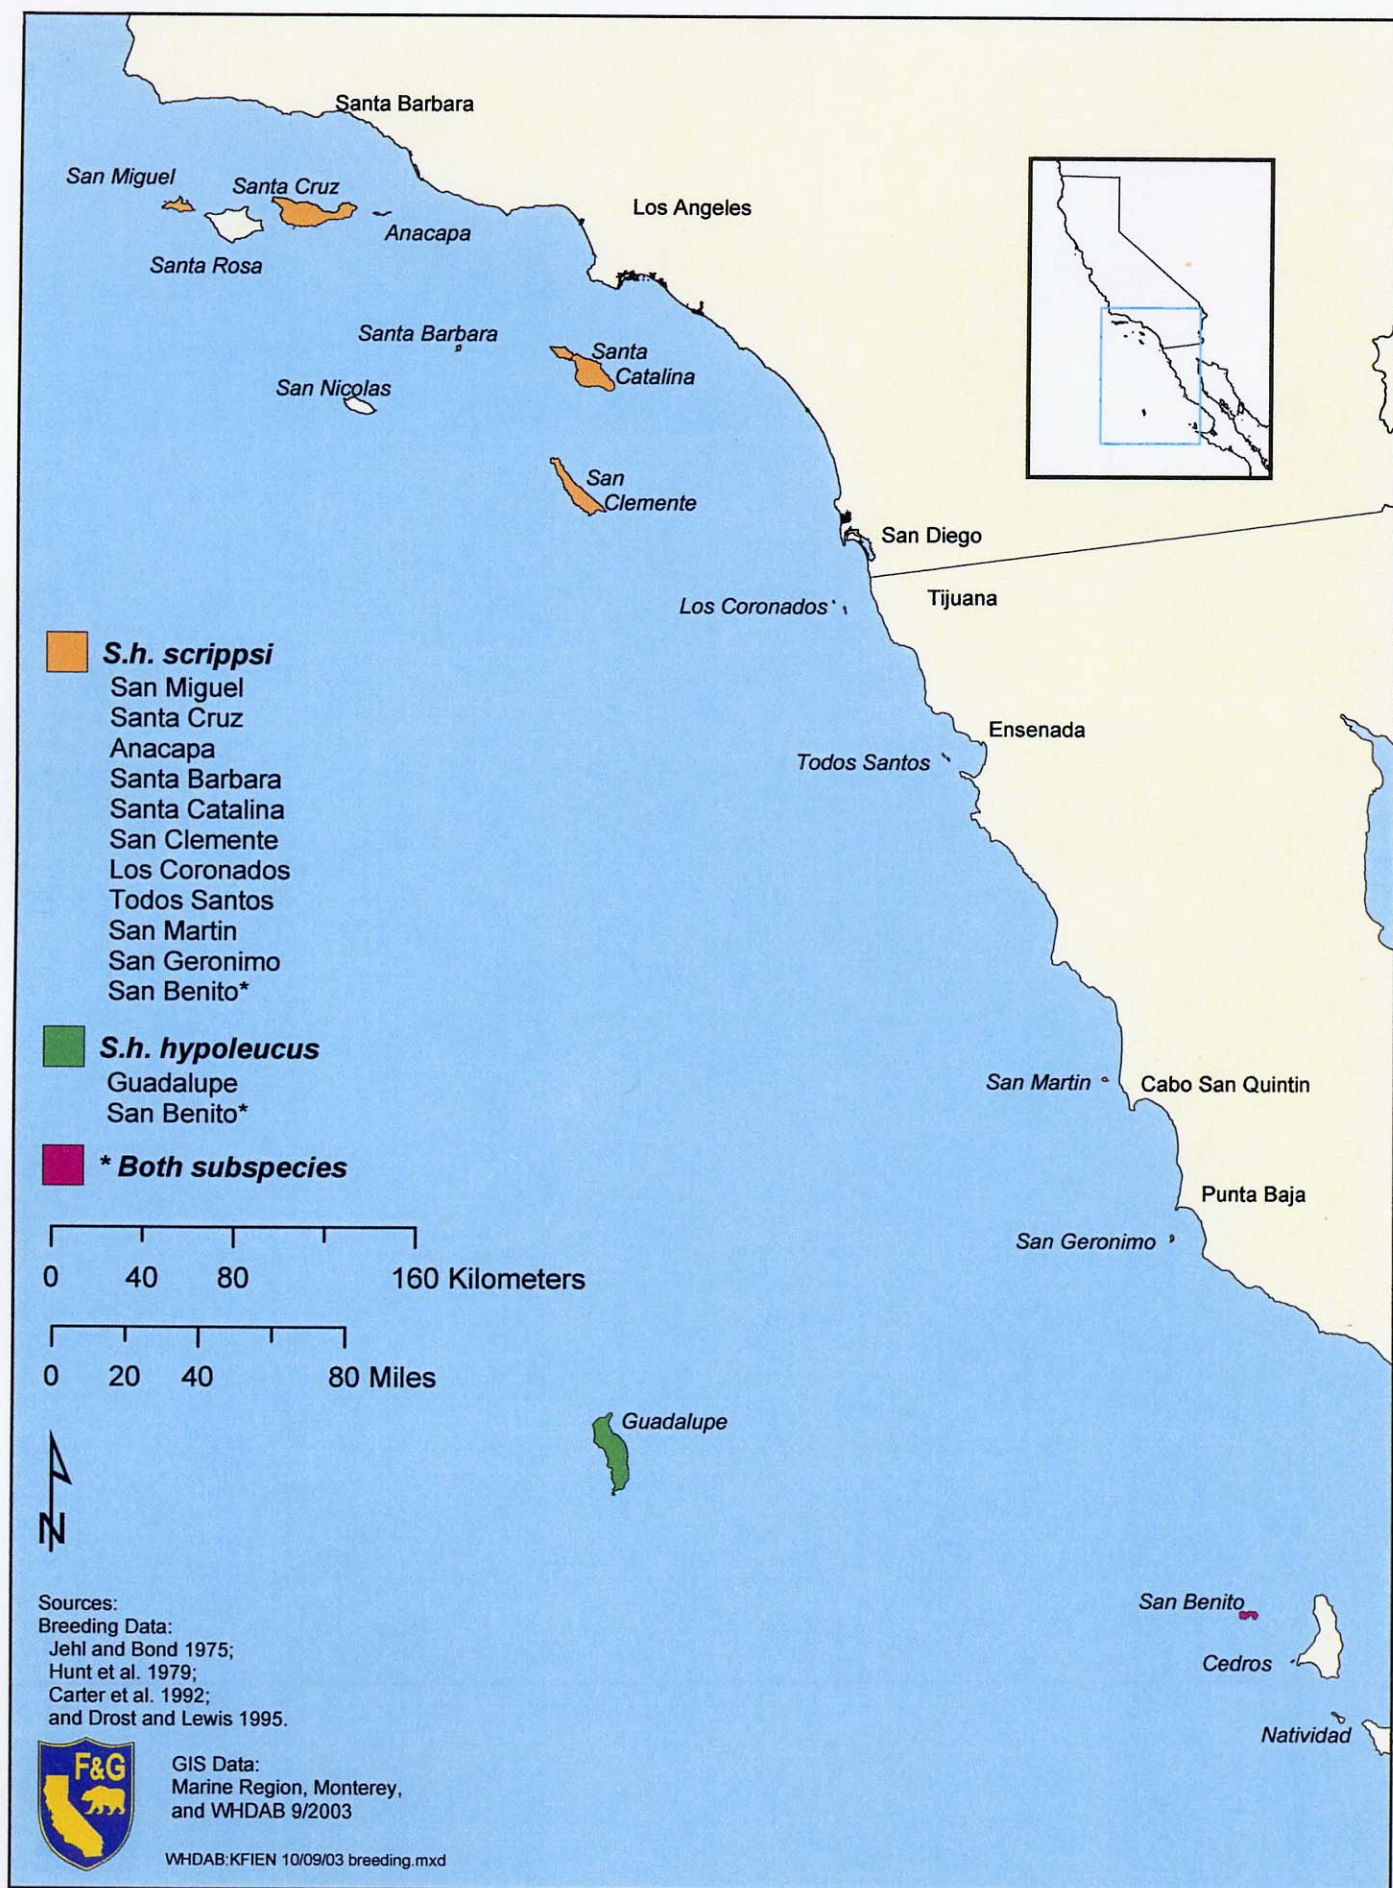 Santa Barbara
San Miguel
Santa Cruz
Los Angeles
Anacapa
Santa Rosa
Santa Barbara
Santa
Catalina
San Nicolas
San
Clemente
San Diego
Los Coronados
Tijuana
S.h. scrippsi
San Miguel
Santa Cruz
Anacapa
Santa Barbara
Santa Catalina
San Clemente
Los Coronados
Todos Santos
San Martin
San Geronimo
San Benito*
Ensenada
Todos Santos
S.h. hypoleucus
Guadalupe
San Benito*
* Both subspecies
San Martin
Cabo San Quintin
Punta Baja
San Geronimo
0 40 80 160 Kilometers
0 20 40 80 Miles
Guadalupe
N
San Benito
Cedros
Natividad
Sources:
Breeding Data:
Jehl and Bond 1975;
Hunt et al. 1979;
Carter et al. 1992;
and Drost and Lewis 1995.
F&G
GIS Data:
Marine Region, Monterey,
and WHDAB 9/2003
WHDAB:KFIEN 10/09/03 breeding.mxd